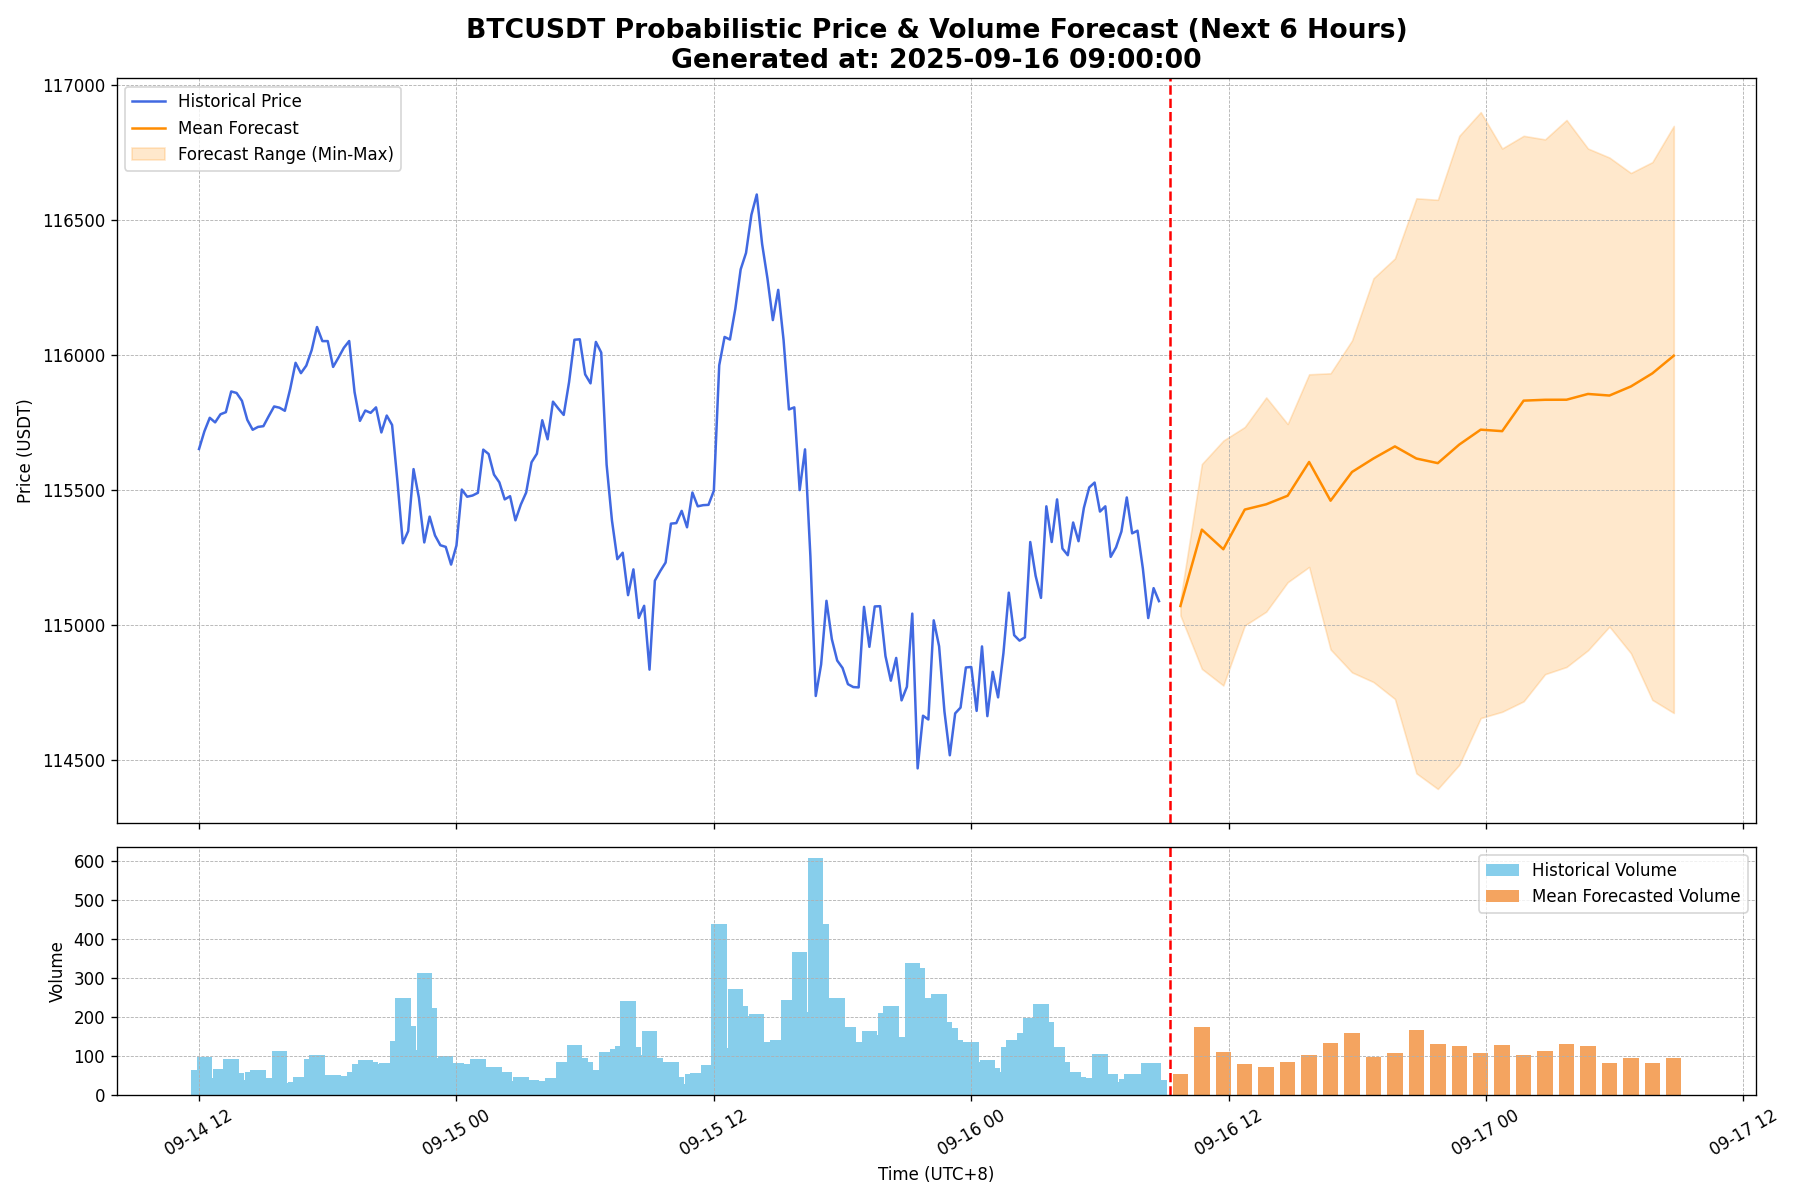 BTCUSDT Probabilistic Price & Volume Forecast (Next 6 Hours)
Generated at: 2025-09-16 09:00:00
Historical Price
Mean Forecast
Forecast Range (Min-Max)
Price (USDT)
117000
116500
116000
115500
115000
114500
Historical Volume
Mean Forecasted Volume
Volume
600
500
400
300
200
100
0
09-14 12
09-15 00
09-15 12
09-16 00
09-16 12
09-17 00
09-17 12
Time (UTC+8)